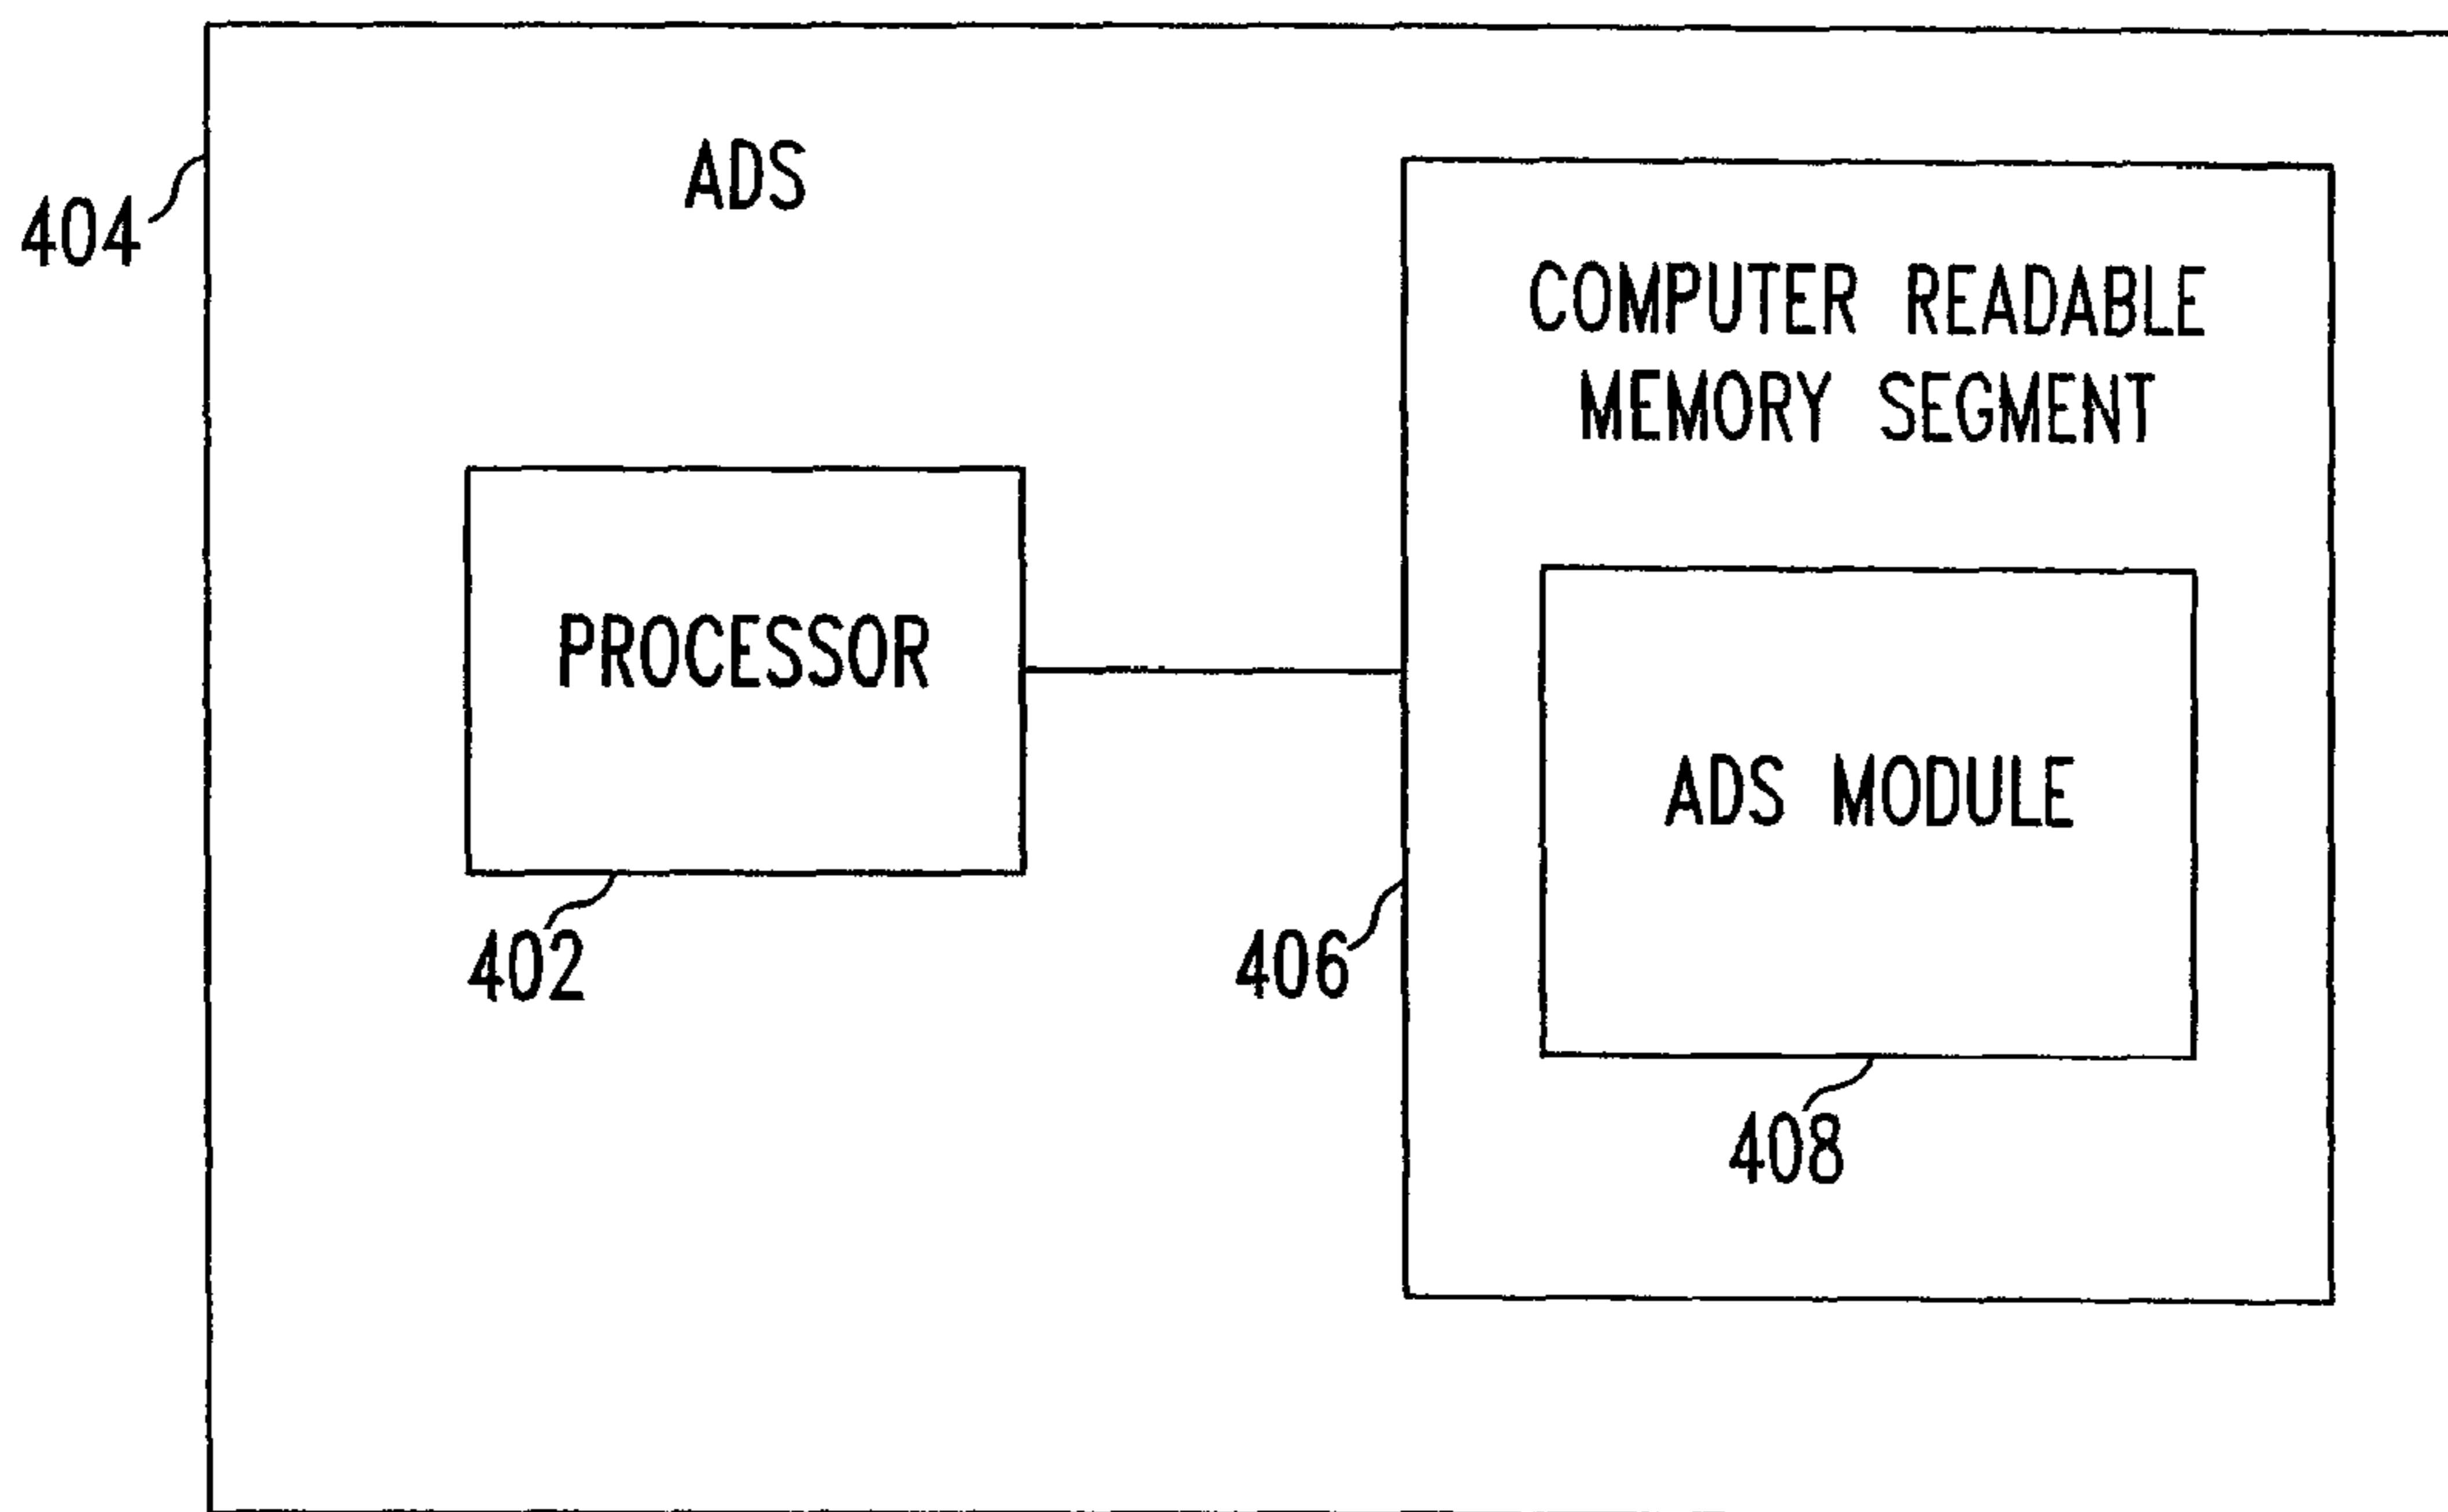 ADS
404
COMPUTER READABLE
MEMORY SEGMENT
PROCESSOR
ADS MODULE
402
406
408